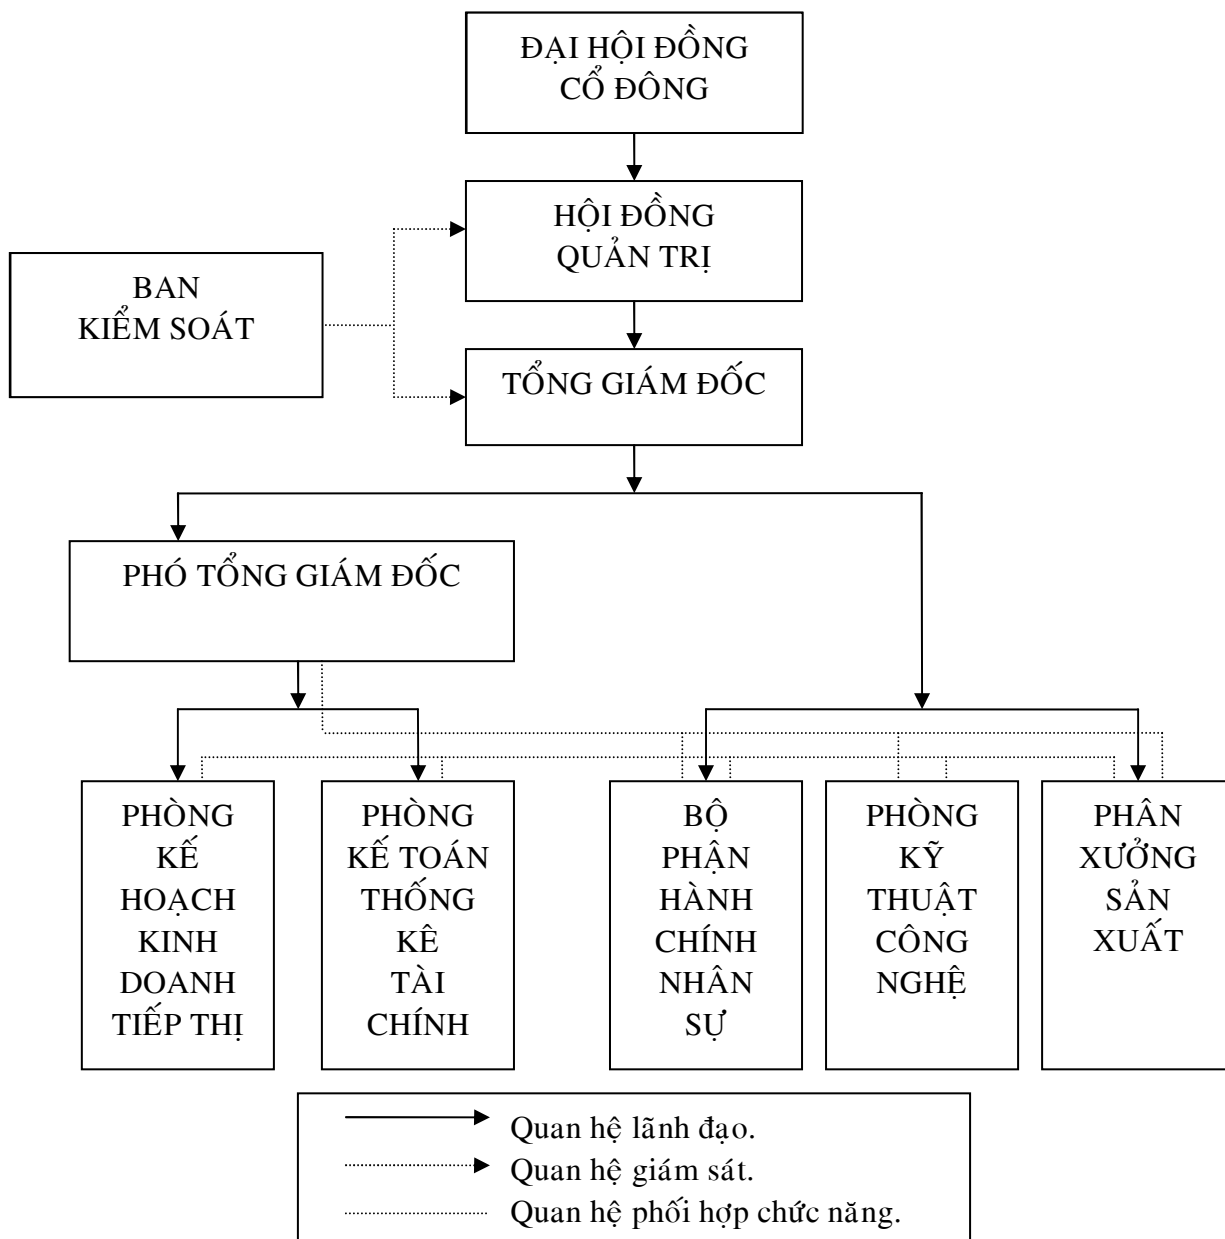 ĐẠI HỘI ĐỒNG
CỔ ĐÔNG
HỘI ĐỒNG
QUẢN TRỊ
BAN
KIỂM SOÁT
TỔNG GIÁM ĐỐC
PHÓ TỔNG GIÁM ĐỐC
PHÒNG
KẾ
HOẠCH
KINH
DOANH
TIẾP THỊ
PHÒNG
KẾ TOÁN
THỐNG
KÊ
TÀI
CHÍNH
BỘ
PHẬN
HÀNH
CHÍNH
NHÂN
SỰ
PHÒNG
KỸ
THUẬT
CÔNG
NGHỆ
PHÂN
XƯỞNG
SẢN
XUẤT
Quan hệ lãnh đạo.
Quan hệ giám sát.
Quan hệ phối hợp chức năng.